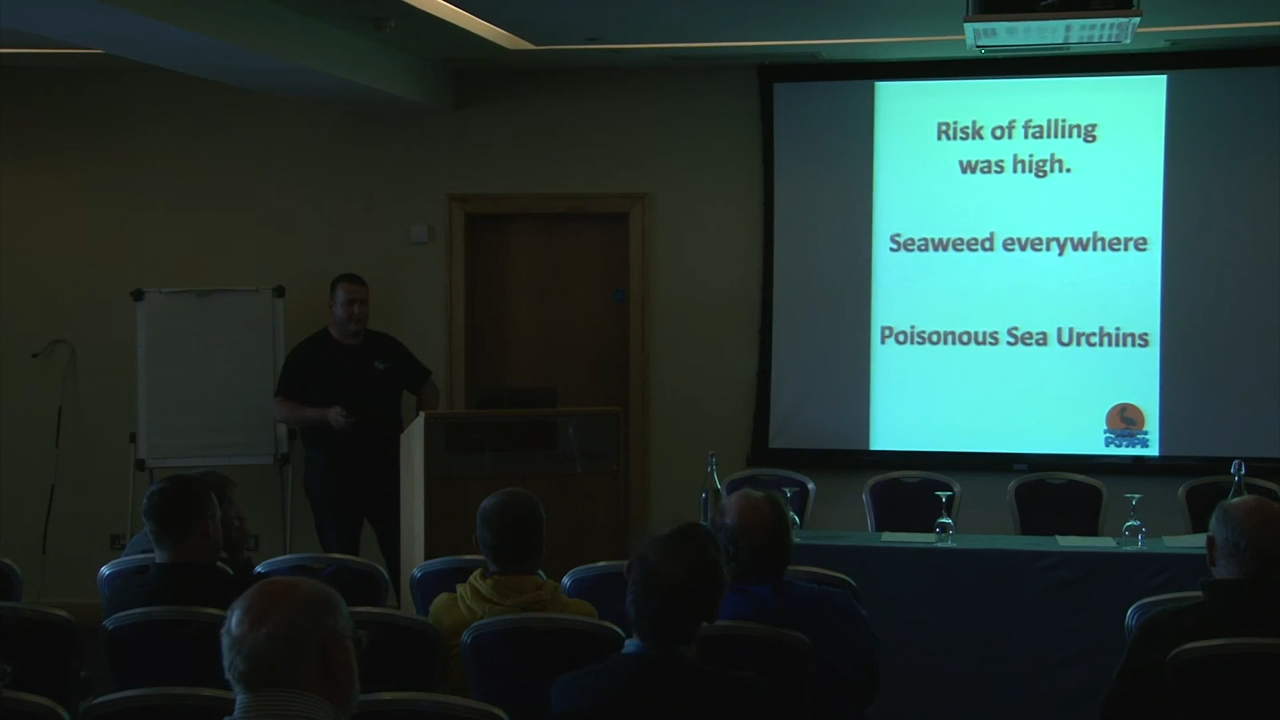 Risk of falling
was high.
Seaweed everywhere
Poisonous Sea Urchins